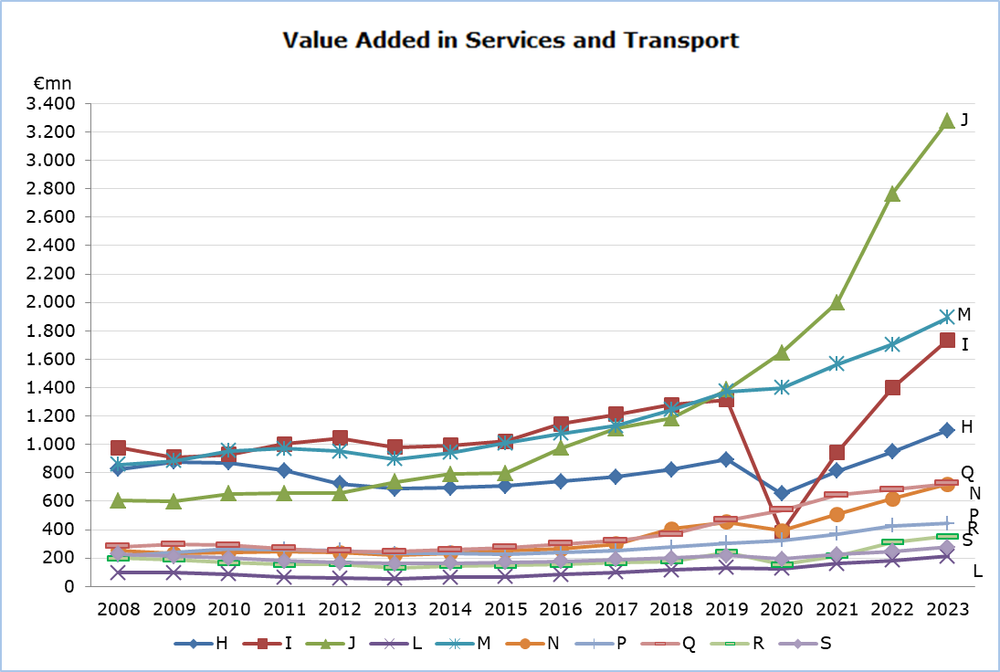 Value Added in Services and Transport
€mn
3.400
3.200
3.000
2.800
2.600
2.400
2.200
2.000
1.800
1.600
1.400
1.200
1.000
800
600
400
200
0
J
M
I
H
Q
N
P
R
S
L
2008 2009 2010 2011 2012 2013 2014 2015 2016 2017 2018 2019 2020 2021 2022 2023
H I J L M N P Q R S